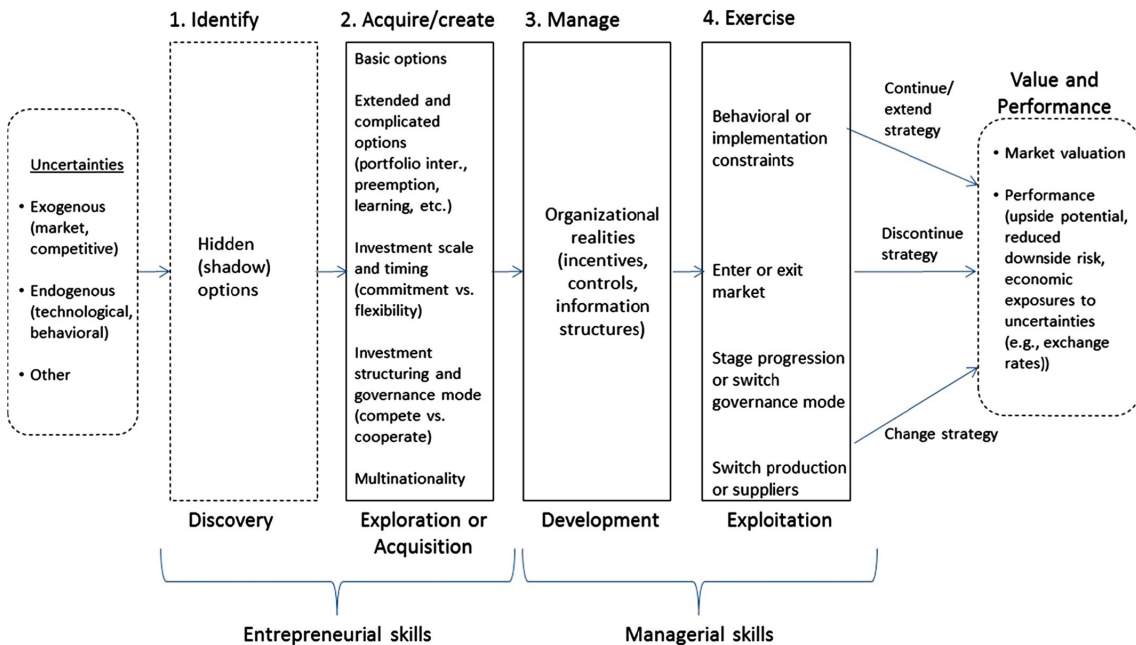 1. Identify
2. Acquire/create
3. Manage
4. Exercise
Uncertainties
• Exogenous
(market,
competitive)
• Endogenous
(technological,
behavioral)
• Other
Hidden
(shadow)
options
Basic options
Extended and
complicated
options
(portfolio inter.,
preemption,
learning, etc.)
Investment scale
and timing
(commitment vs.
flexibility)
Investment
structuring and
governance mode
(compete vs.
cooperate)
Multinationality
Organizational
realities
(incentives,
controls,
information
structures)
Behavioral or
implementation
constraints
Enter or exit
market
Stage progression
or switch
governance mode
Switch production
or suppliers
Continue/
extend
strategy
Discontinue
strategy
Change strategy
Value and
Performance
• Market valuation
• Performance
(upside potential,
reduced
downside risk,
economic
exposures to
uncertainties
(e.g., exchange
rates))
Discovery
Exploration or
Acquisition
Development
Exploitation
Entrepreneurial skills
Managerial skills